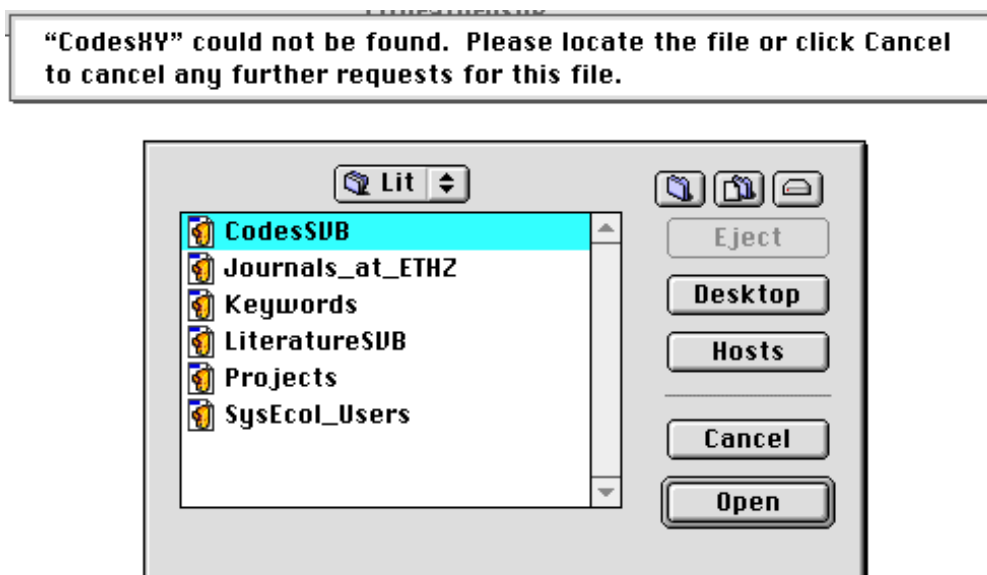 “CodesXY” could not be found. Please locate the file or click Cancel
to cancel any further requests for this file.
Lit
CodesSUB
Eject
Journals_at_ETHZ
Desktop
Keywords
LiteratureSUB
Hosts
Projects
SysEcol_Users
Cancel
Open